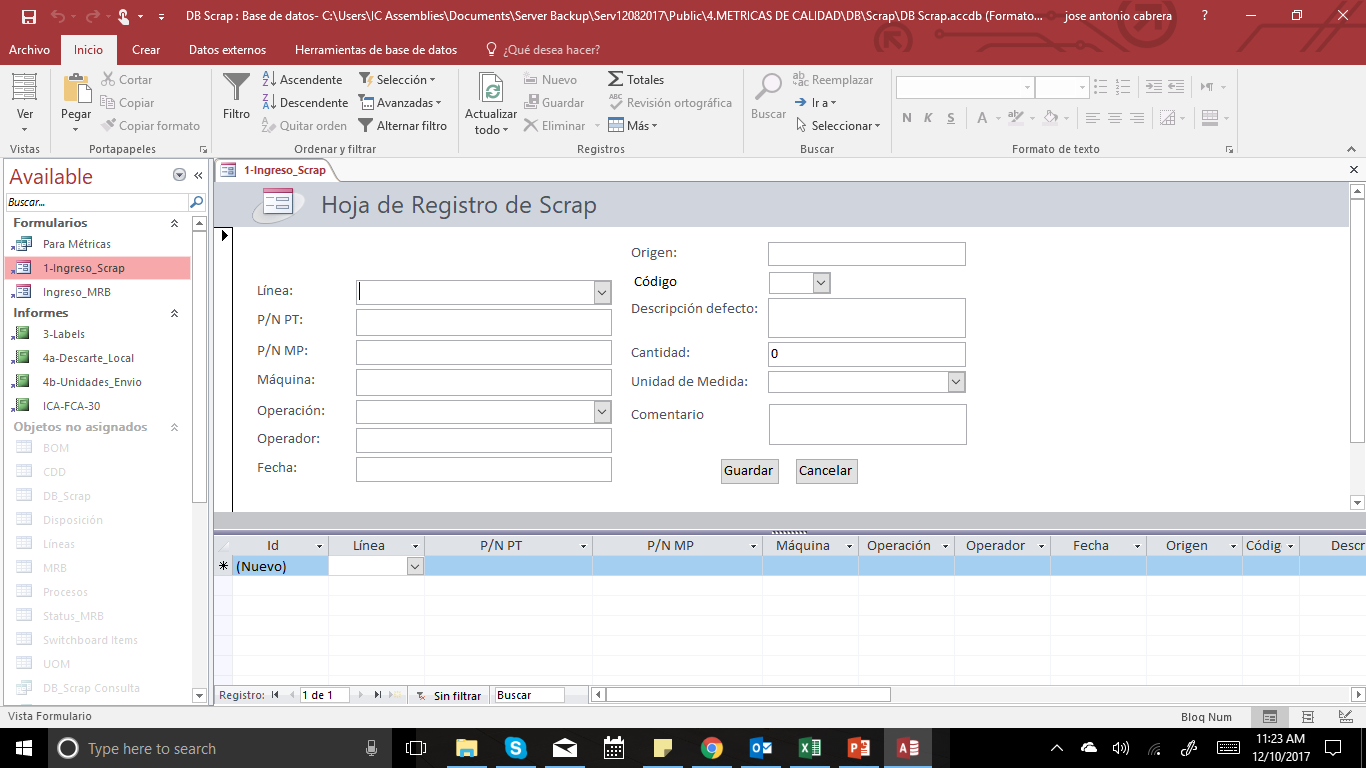 DB Scrap : Base de datos- C:\Users\IC Assemblies\Documents\Server Backup\Serv12082017\Public\4.METRICAS DE CALIDAD\DB\Scrap\DB Scrap.accdb (Formato...
jose antonio cabrera
?
Archivo Inicio Crear Datos externos Herramientas de base de datos ¿Qué desea hacer?
Ver
Vistas
Pegar
Cortar
Copiar
Copiar formato
Portapapeles
Filtro
Ascendente
Descendente
Quitar orden
Selección
Avanzadas
Alternar filtro
Ordenar y filtrar
Actualizar todo
Nuevo
Guardar
Eliminar
Totales
Revisión ortográfica
Más
Registros
Buscar
Reemplazar
Ir a
Seleccionar
Buscar
N K S A
Formato de texto
Available
Buscar...
Formularios
Para Métricas
1-Ingreso_Scrap
Ingreso_MRB
Informes
3-Labels
4a-Descarte_Local
4b-Unidades_Envio
ICA-FCA-30
Objetos no asignados
BOM
CDD
DB_Scrap
Disposición
Líneas
MRB
Procesos
Status_MRB
Switchboard Items
UOM
DB_Scrap Consulta
1-Ingreso_Scrap
Hoja de Registro de Scrap
Línea:
P/N PT:
P/N MP:
Máquina:
Operación:
Operador:
Fecha:
Origen:
Código
Descripción defecto:
Cantidad: 0
Unidad de Medida:
Comentario
Guardar Cancelar
Id Línea P/N PT P/N MP Máquina Operación Operador Fecha Origen Códig Descr
(Nuevo)
Registro: 1 de 1 Sin filtrar Buscar
Vista Formulario
Bloq Num
Type here to search
11:23 AM
12/10/2017